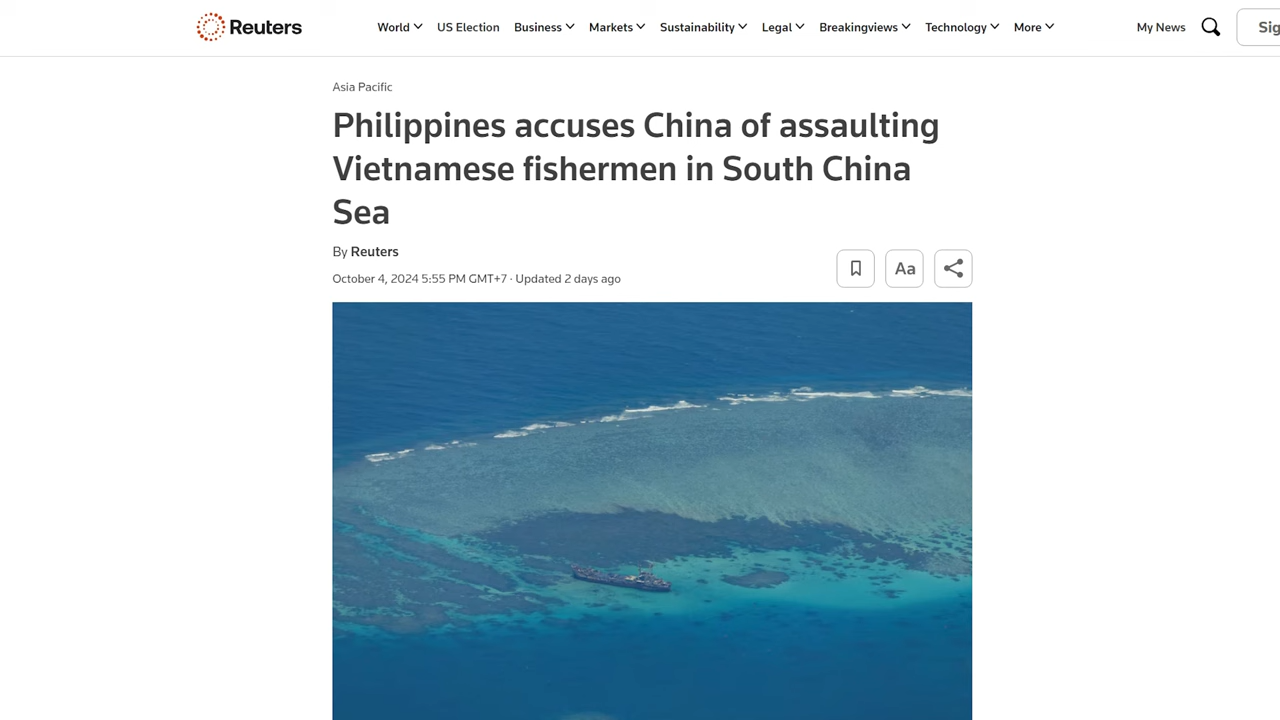 Reuters
World
US Election
Business
Markets
Sustainability
Legal
Breakingviews
Technology
More
My News
Asia Pacific
Philippines accuses China of assaulting
Vietnamese fishermen in South China
Sea
By Reuters
October 4, 2024 5:55 PM GMT+7 · Updated 2 days ago
Aa